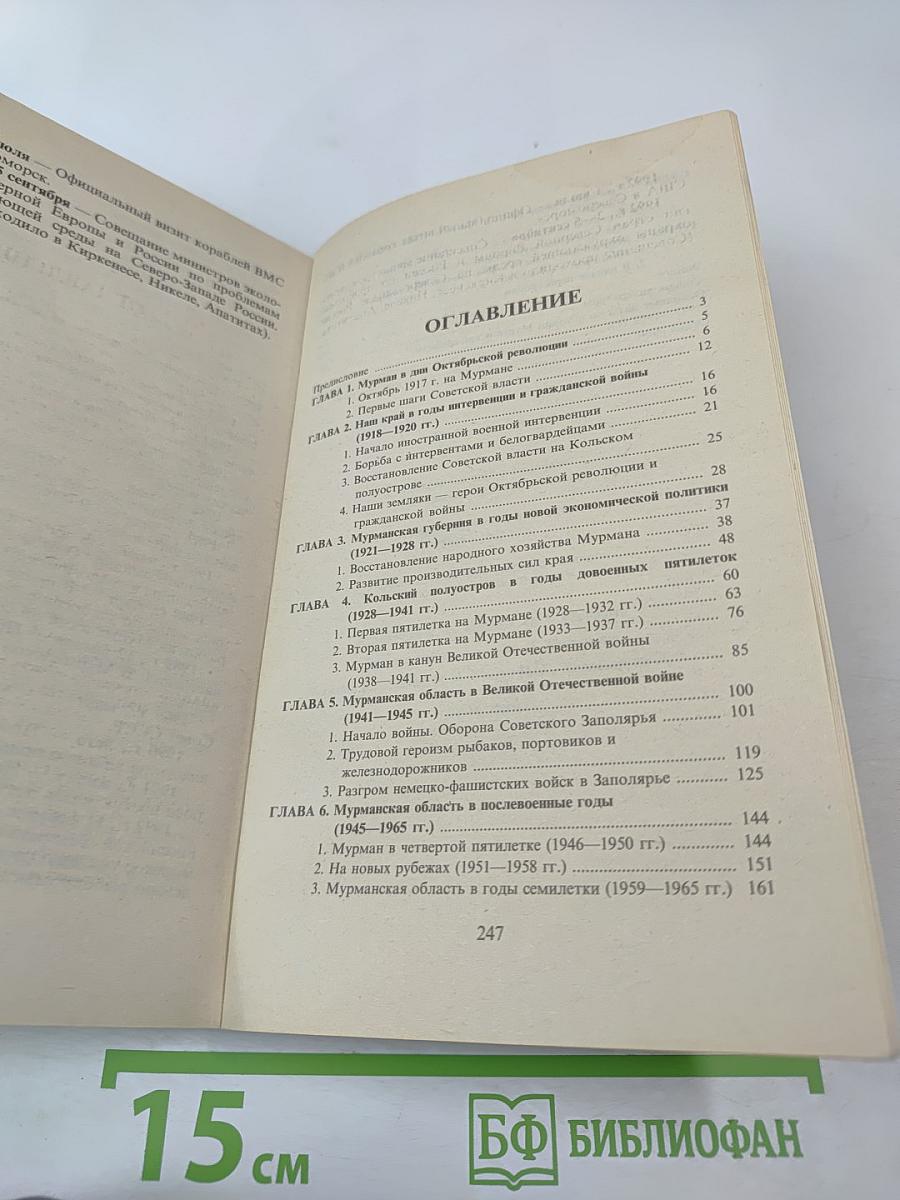 юля — Официальный визит кораблей ВМС
оморск.
5 сентября — Совещание министров эколо-
ерной Европы и России по проблемам
ющей среды на Северо-Западе России.
ходило в Киркенесе, Никеле, Апатитах).
ОГЛАВЛЕНИЕ
Предисловие .......... 3
ГЛАВА 1. Мурман в дни Октябрьской революции .......... 5
1. Октябрь 1917 г. на Мурмане .......... 6
2. Первые шаги Советской власти .......... 12
ГЛАВА 2. Наш край в годы интервенции и гражданской войны
(1918—1920 гг.) .......... 16
1. Начало иностранной военной интервенции .......... 16
2. Борьба с интервентами и белогвардейцами .......... 21
3. Восстановление Советской власти на Кольском
полуострове .......... 25
4. Наши земляки — герои Октябрьской революции и
гражданской войны .......... 28
ГЛАВА 3. Мурманская губерния в годы новой экономической политики
(1921—1928 гг.) .......... 37
1. Восстановление народного хозяйства Мурмана .......... 38
2. Развитие производительных сил края .......... 48
ГЛАВА 4. Кольский полуостров в годы довоенных пятилеток
(1928—1941 гг.) .......... 60
1. Первая пятилетка на Мурмане (1928—1932 гг.) .......... 63
2. Вторая пятилетка на Мурмане (1933—1937 гг.) .......... 76
3. Мурман в канун Великой Отечественной войны
(1938—1941 гг.) .......... 85
ГЛАВА 5. Мурманская область в Великой Отечественной войне
(1941—1945 гг.) .......... 100
1. Начало войны. Оборона Советского Заполярья .......... 101
2. Трудовой героизм рыбаков, портовиков и
железнодорожников .......... 119
3. Разгром немецко-фашистских войск в Заполярье .......... 125
ГЛАВА 6. Мурманская область в послевоенные годы
(1945—1965 гг.) .......... 144
1. Мурман в четвертой пятилетке (1946—1950 гг.) .......... 144
2. На новых рубежах (1951—1958 гг.) .......... 151
3. Мурманская область в годы семилетки (1959—1965 гг.) 161
247
15 см
БФ БИБЛИОФАН